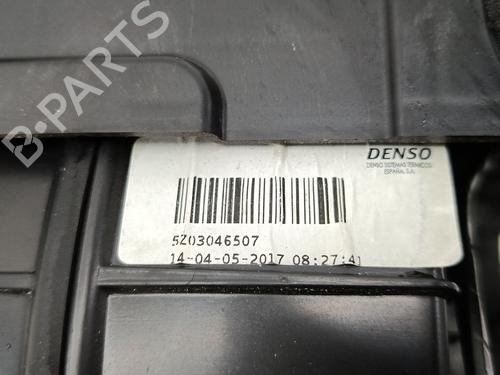 B-PARTS
DENSO
DENSO SISTEMAS TERMICOS
ESPAÑA, S.A.
5Z03046507
14-04-05-2017 08:27:41